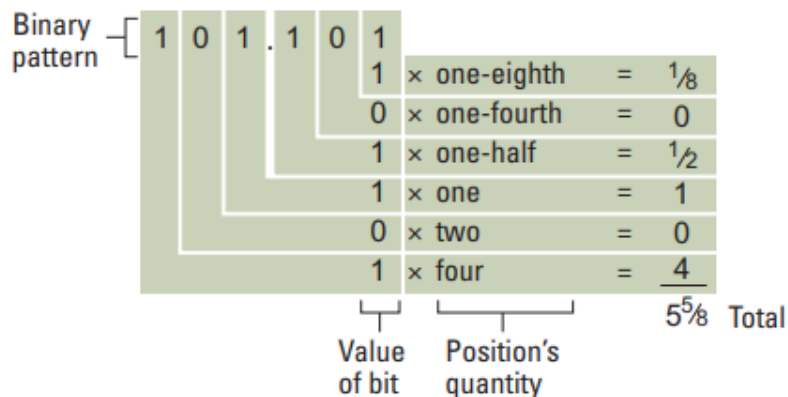 Binary
pattern
1 0 1 . 1 0 1
1 × one-eighth = 1/8
0 × one-fourth = 0
1 × one-half = 1/2
1 × one = 1
0 × two = 0
1 × four = 4
5 5/8 Total
Value
of bit
Position's
quantity